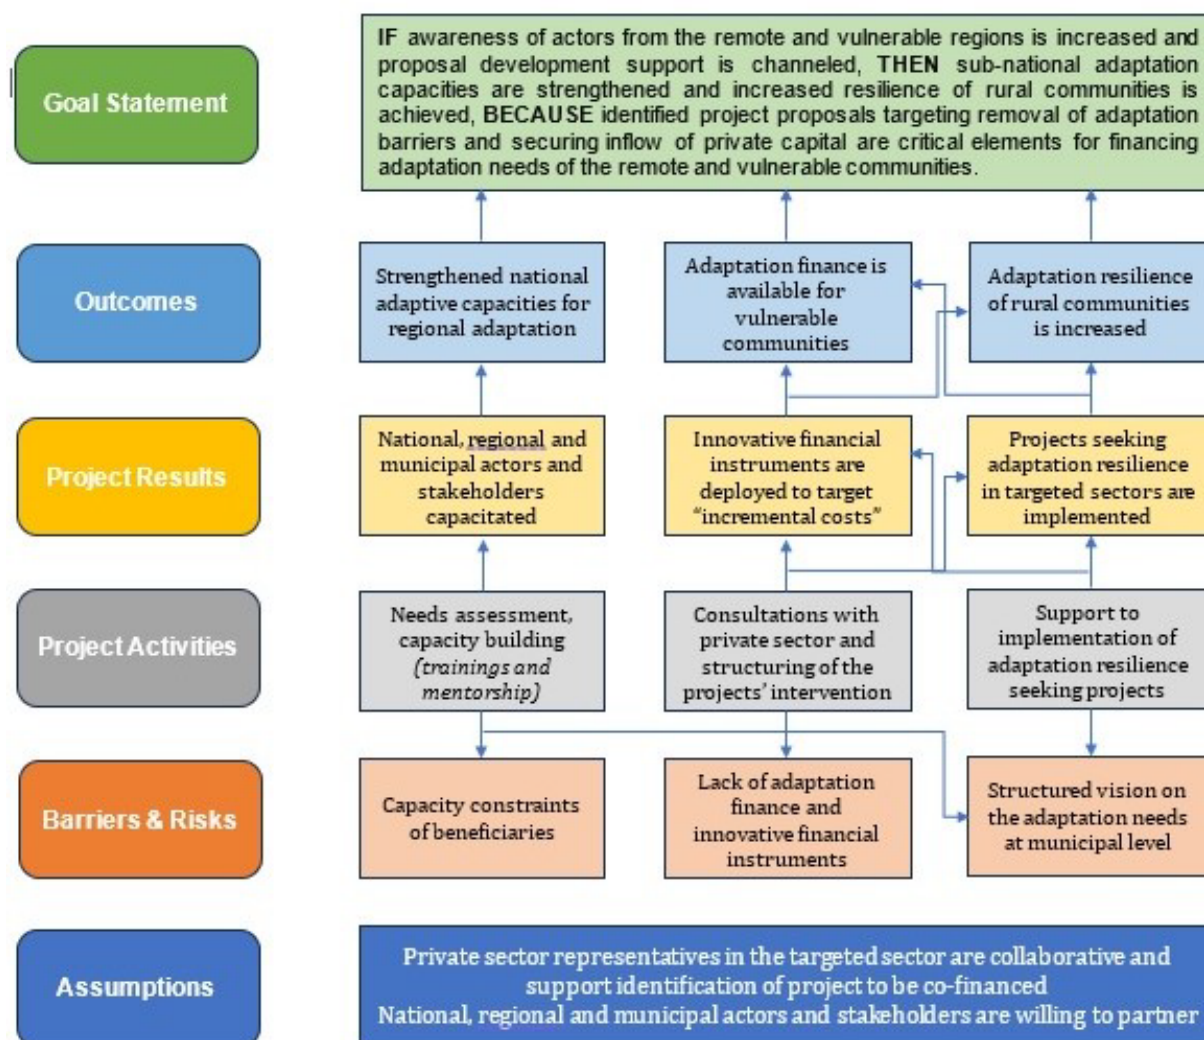 Goal Statement
IF awareness of actors from the remote and vulnerable regions is increased and
proposal development support is channeled, THEN sub-national adaptation
capacities are strengthened and increased resilience of rural communities is
achieved, BECAUSE identified project proposals targeting removal of adaptation
barriers and securing inflow of private capital are critical elements for financing
adaptation needs of the remote and vulnerable communities.
Outcomes
Strengthened national
adaptive capacities for
regional adaptation
Adaptation finance is
available for
vulnerable
communities
Adaptation resilience
of rural communities
is increased
Project Results
National, regional and
municipal actors and
stakeholders
capacitated
Innovative financial
instruments are
deployed to target
“incremental costs”
Projects seeking
adaptation resilience
in targeted sectors are
implemented
Project Activities
Needs assessment,
capacity building
(trainings and
mentorship)
Consultations with
private sector and
structuring of the
projects’ intervention
Support to
implementation of
adaptation resilience
seeking projects
Barriers & Risks
Capacity constraints
of beneficiaries
Lack of adaptation
finance and
innovative financial
instruments
Structured vision on
the adaptation needs
at municipal level
Assumptions
Private sector representatives in the targeted sector are collaborative and
support identification of project to be co-financed
National, regional and municipal actors and stakeholders are willing to partner